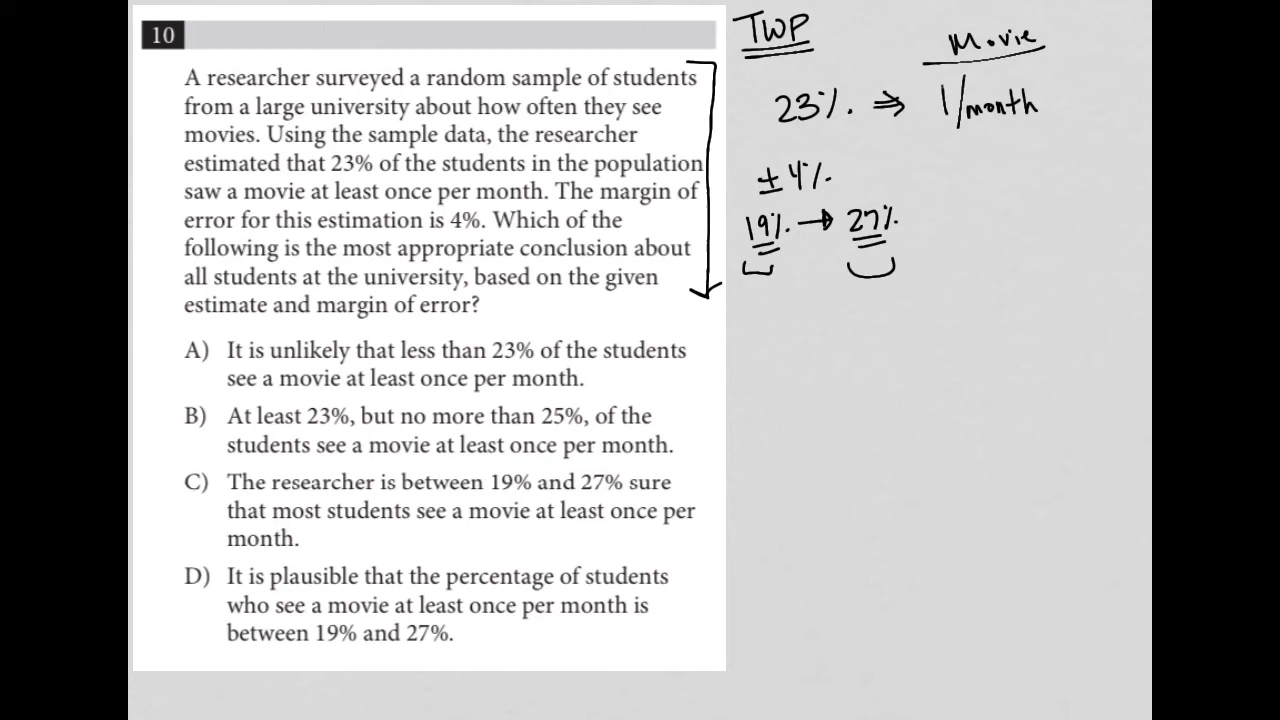 10
A researcher surveyed a random sample of students
from a large university about how often they see
movies. Using the sample data, the researcher
estimated that 23% of the students in the population
saw a movie at least once per month. The margin of
error for this estimation is 4%. Which of the
following is the most appropriate conclusion about
all students at the university, based on the given
estimate and margin of error?
A) It is unlikely that less than 23% of the students
see a movie at least once per month.
B) At least 23%, but no more than 25%, of the
students see a movie at least once per month.
C) The researcher is between 19% and 27% sure
that most students see a movie at least once per
month.
D) It is plausible that the percentage of students
who see a movie at least once per month is
between 19% and 27%.
TWP
Movie
23% ⇒ 1/month
± 4%
19% → 27%